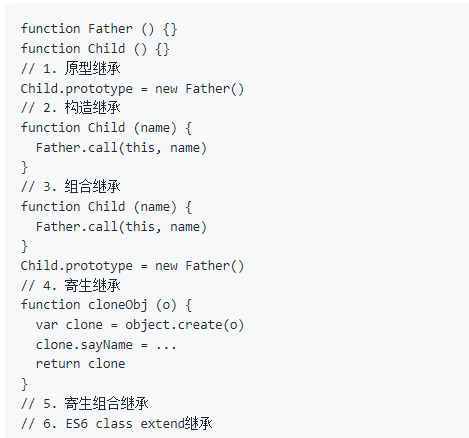 function Father () {}
function Child () {}
// 1. 原型继承
Child.prototype = new Father()
// 2. 构造继承
function Child (name) {
  Father.call(this, name)
}
// 3. 组合继承
function Child (name) {
  Father.call(this, name)
}
Child.prototype = new Father()
// 4. 寄生继承
function cloneObj (o) {
  var clone = object.create(o)
  clone.sayName = ...
  return clone
}
// 5. 寄生组合继承
// 6. ES6 class extend继承